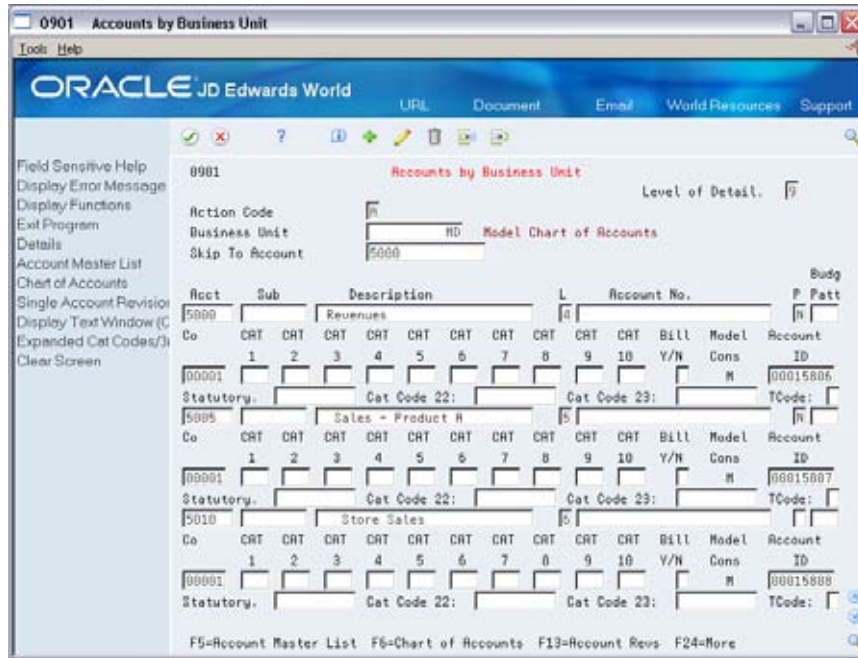 0901 Accounts by Business Unit
Tools Help
ORACLE JD Edwards World
URL Document Email World Resources Support
Field Sensitive Help
Display Error Message
Display Functions
Exit Program
Details
Account Master List
Chart of Accounts
Single Account Revision
Display Text Window (C
Expanded Cat Codes/3
Clear Screen
0901 Accounts by Business Unit
Level of Detail. 9
Action Code
Business Unit MD Model Chart of Accounts
Skip To Account 5000
Budg
Acct Sub Description L Account No. P Patt
5000 Revenues 4 N
Co CAT CAT CAT CAT CAT CAT CAT CAT CAT CAT Bill Model Account
1 2 3 4 5 6 7 8 9 10 Y/N Cons ID
00001 M 00015806
Statutory. Cat Code 22: Cat Code 23: TCode:
5005 Sales - Product A 5 N
Co CAT CAT CAT CAT CAT CAT CAT CAT CAT CAT Bill Model Account
1 2 3 4 5 6 7 8 9 10 Y/N Cons ID
00001 M 00015807
Statutory. Cat Code 22: Cat Code 23: TCode:
5010 Store Sales 6
Co CAT CAT CAT CAT CAT CAT CAT CAT CAT CAT Bill Model Account
1 2 3 4 5 6 7 8 9 10 Y/N Cons ID
00001 M 00015808
Statutory. Cat Code 22: Cat Code 23: TCode:
F5=Account Master List F6=Chart of Accounts F13=Account Revs F24=More